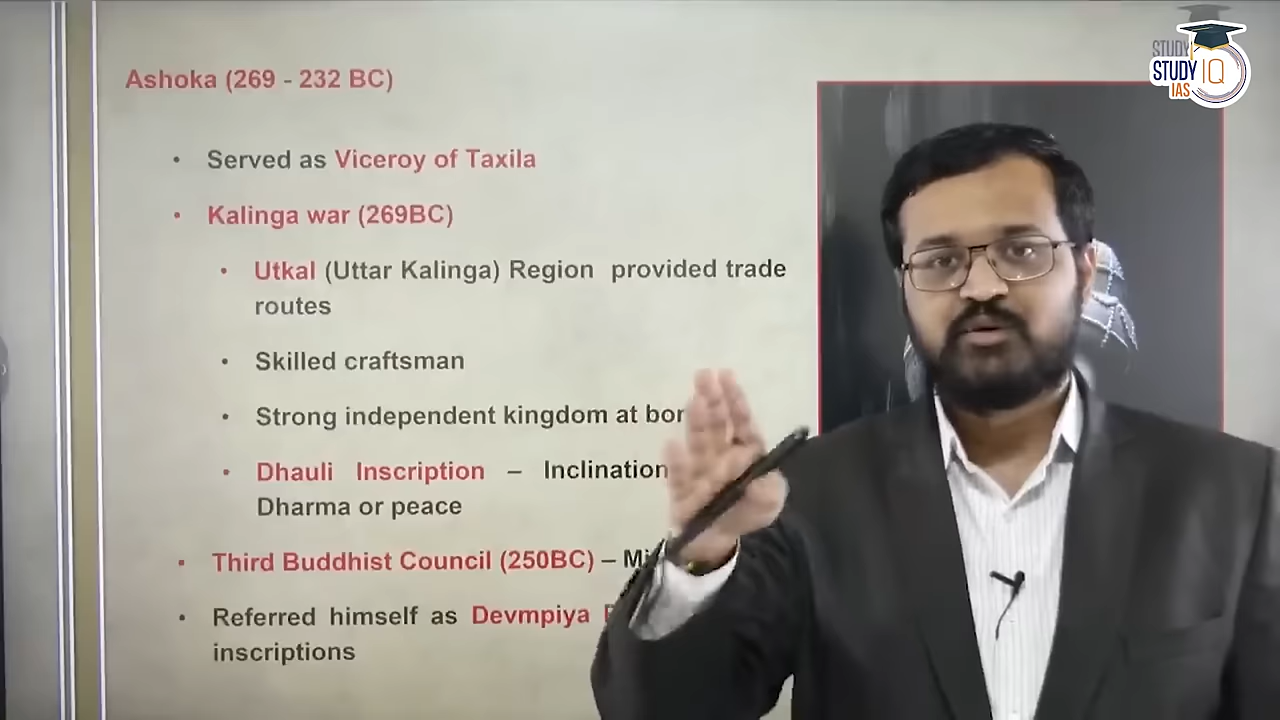 Ashoka (269 - 232 BC)
• Served as Viceroy of Taxila
• Kalinga war (269BC)
• Utkal (Uttar Kalinga) Region provided trade
routes
• Skilled craftsman
• Strong independent kingdom at
• Dhauli Inscription – Inclination
Dharma or peace
• Third Buddhist Council (250BC) –
• Referred himself as Devmpiya
inscriptions
STUDY
STUDY IQ
IAS